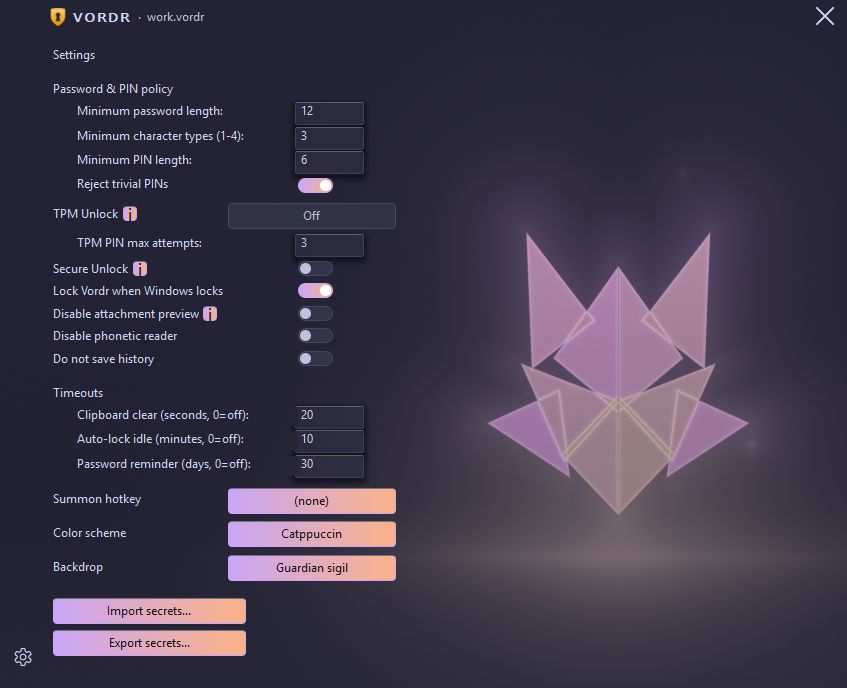 VORDR · work.vordr
Settings
Password & PIN policy
Minimum password length: 12
Minimum character types (1-4): 3
Minimum PIN length: 6
Reject trivial PINs
TPM Unlock i Off
TPM PIN max attempts: 3
Secure Unlock i
Lock Vordr when Windows locks
Disable attachment preview i
Disable phonetic reader
Do not save history
Timeouts
Clipboard clear (seconds, 0=off): 20
Auto-lock idle (minutes, 0=off): 10
Password reminder (days, 0=off): 30
Summon hotkey (none)
Color scheme Catppuccin
Backdrop Guardian sigil
Import secrets...
Export secrets...